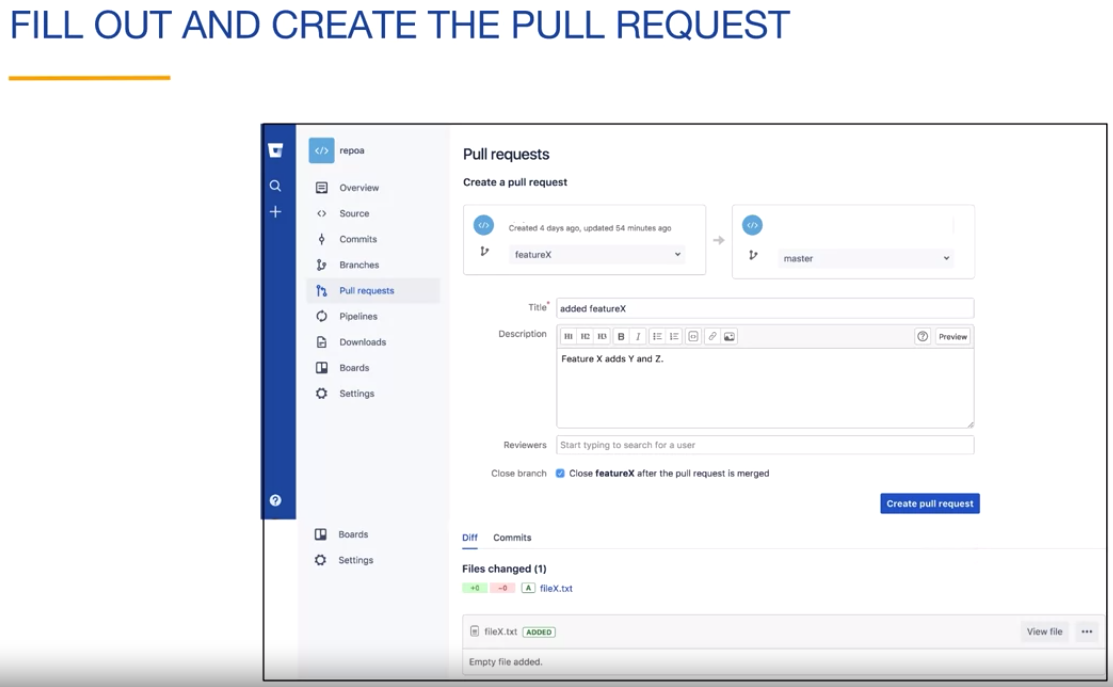 FILL OUT AND CREATE THE PULL REQUEST
</> repoa
Overview
Source
Commits
Branches
Pull requests
Pipelines
Downloads
Boards
Settings
Boards
Settings
Pull requests
Create a pull request
Created 4 days ago, updated 54 minutes ago
featureX
master
Title* added featureX
Description H1 H2 H3 B I Preview
Feature X adds Y and Z.
Reviewers Start typing to search for a user
Close branch Close featureX after the pull request is merged
Create pull request
Diff Commits
Files changed (1)
+0 -0 A fileX.txt
fileX.txt ADDED View file ...
Empty file added.